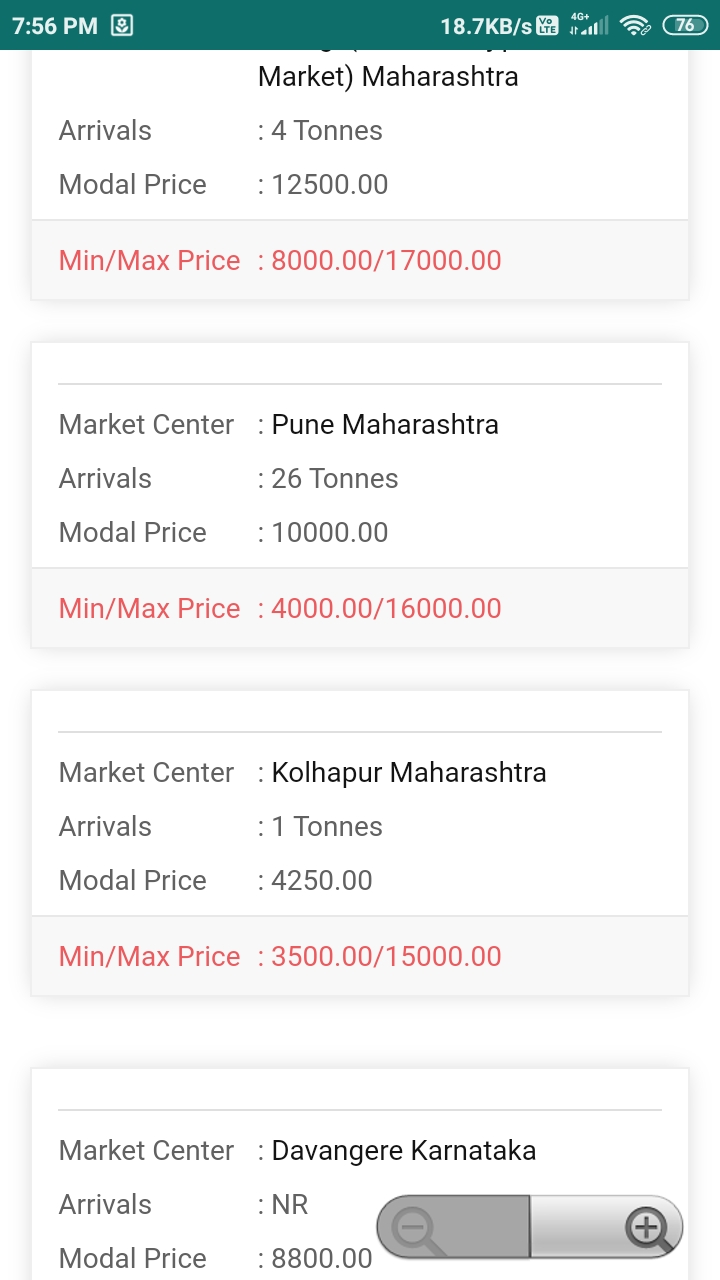 7:56 PM 18.7KB/s Vo LTE 4G+ 76
Market) Maharashtra
Arrivals : 4 Tonnes
Modal Price : 12500.00
Min/Max Price : 8000.00/17000.00
Market Center : Pune Maharashtra
Arrivals : 26 Tonnes
Modal Price : 10000.00
Min/Max Price : 4000.00/16000.00
Market Center : Kolhapur Maharashtra
Arrivals : 1 Tonnes
Modal Price : 4250.00
Min/Max Price : 3500.00/15000.00
Market Center : Davangere Karnataka
Arrivals : NR
Modal Price : 8800.00